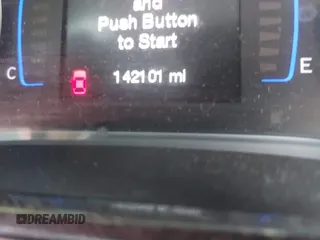 and
Push Button
to Start
C
142101 mi
E
DREAMBID